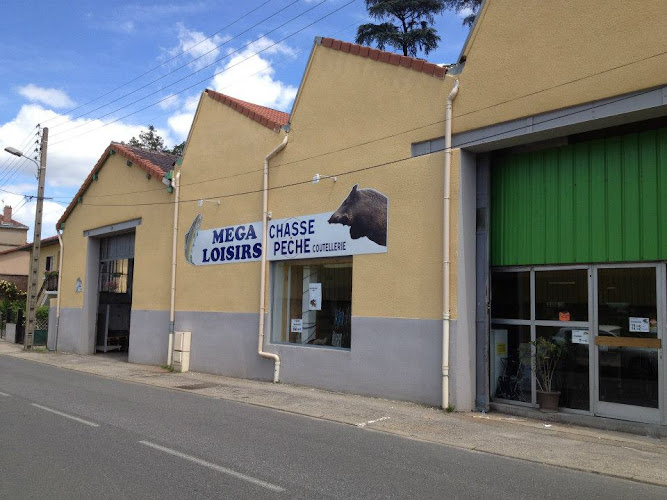 MEGA
LOISIRS
CHASSE
PECHE COUTELLERIE